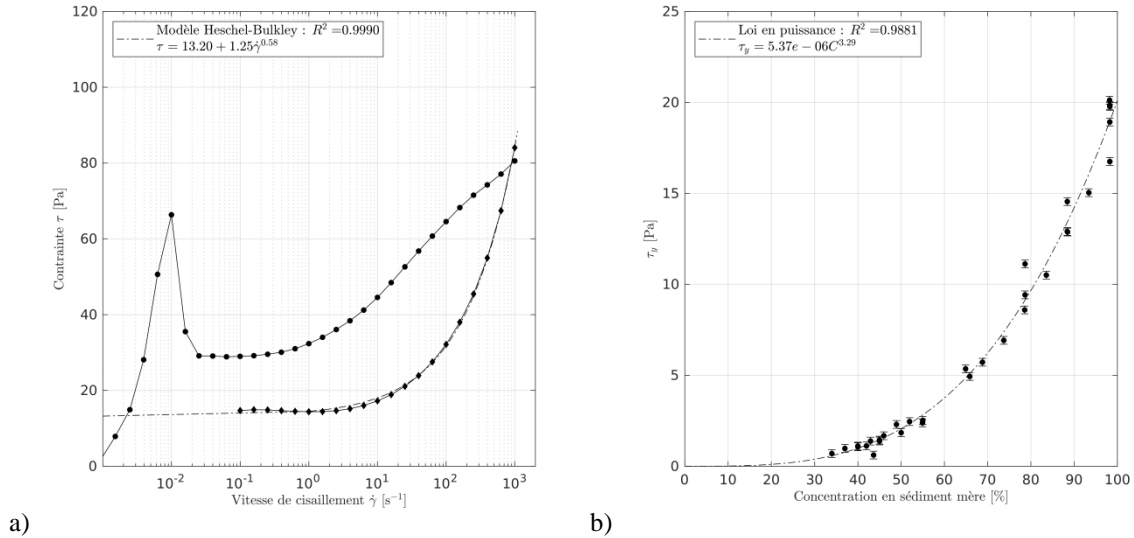 Modèle Heschel-Bulkley : R² =0.9990
τ = 13.20 + 1.25γ̇^0.58
120
100
80
60
40
20
0
Contrainte τ [Pa]
10^-2
10^-1
10^0
10^1
10^2
10^3
Vitesse de cisaillement γ̇ [s^-1]
a)
Loi en puissance : R² =0.9881
τ_y = 5.37e − 06C^3.29
25
20
15
10
5
0
τ_y [Pa]
0 10 20 30 40 50 60 70 80 90 100
Concentration en sédiment mère [%]
b)